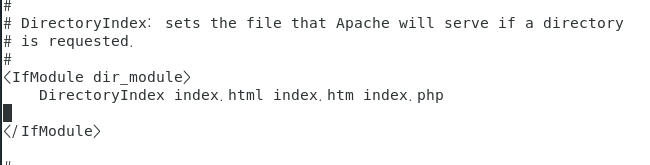 #
# DirectoryIndex: sets the file that Apache will serve if a directory
# is requested.
#
<IfModule dir_module>
    DirectoryIndex index.html index.htm index.php
</IfModule>
#